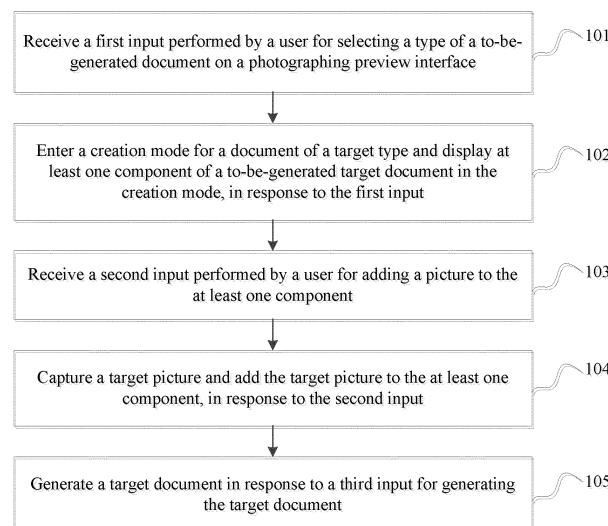 Receive a first input performed by a user for selecting a type of a to-be-
generated document on a photographing preview interface
101
Enter a creation mode for a document of a target type and display at
least one component of a to-be-generated target document in the
creation mode, in response to the first input
102
Receive a second input performed by a user for adding a picture to the
at least one component
103
Capture a target picture and add the target picture to the at least one
component, in response to the second input
104
Generate a target document in response to a third input for generating
the target document
105